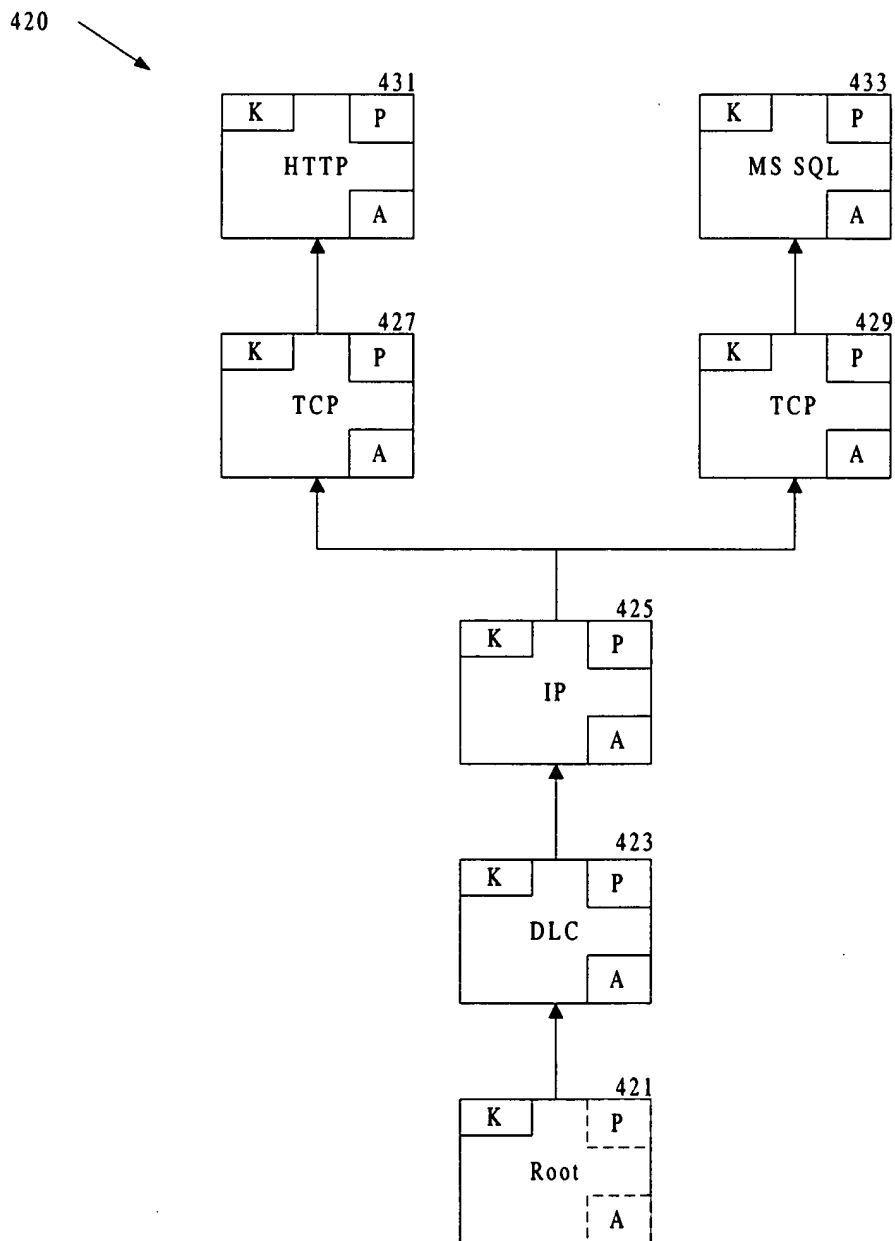 420
431 433
K P K P
HTTP MS SQL
A A
427 429
K P K P
TCP TCP
A A
425
K P
IP
A
423
K P
DLC
A
421
K P
Root
A